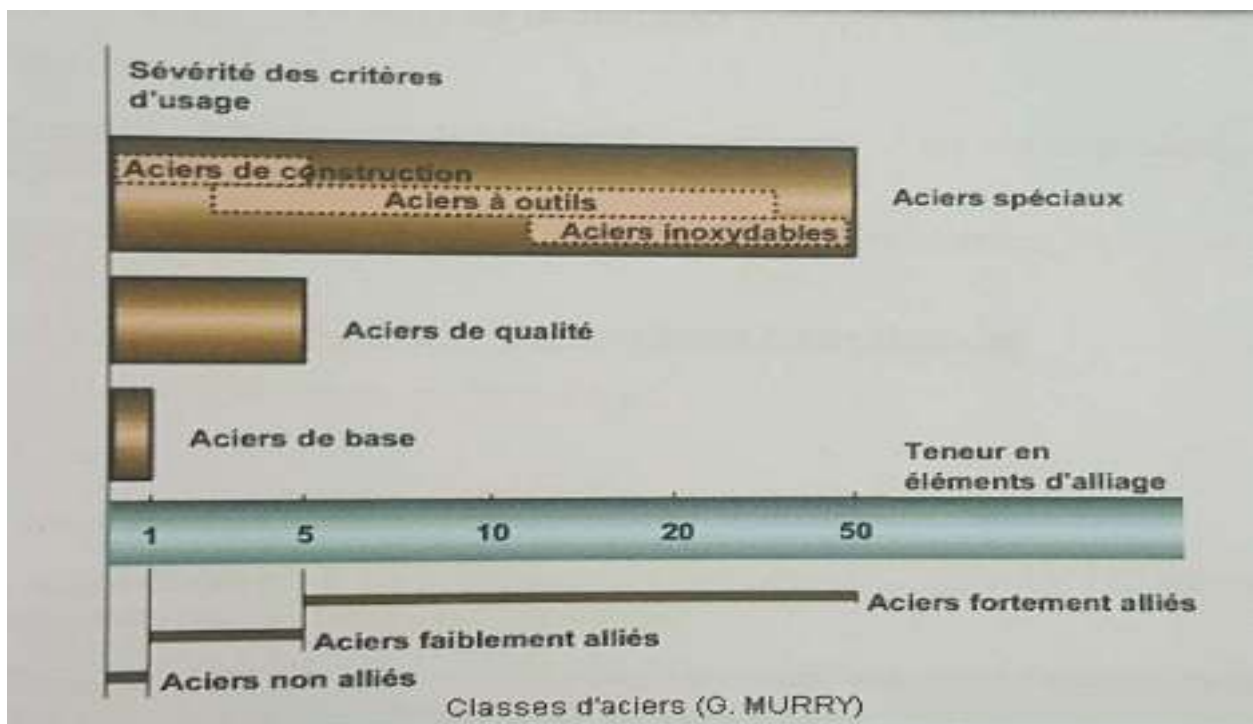 Sévérité des critères
d'usage
Aciers de construction
Aciers à outils
Aciers inoxydables
Aciers spéciaux
Aciers de qualité
Aciers de base
Teneur en
éléments d'alliage
1 5 10 20 50
Aciers fortement alliés
Aciers faiblement alliés
Aciers non alliés
Classes d'aciers (G. MURRY)